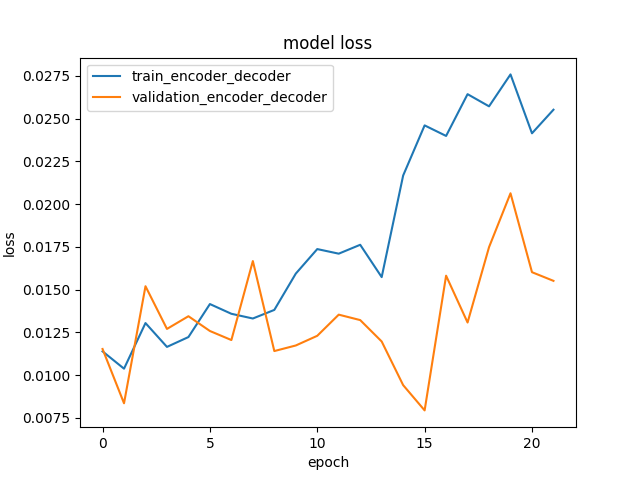 model loss
train_encoder_decoder
validation_encoder_decoder
0.0275
0.0250
0.0225
0.0200
0.0175
0.0150
0.0125
0.0100
0.0075
loss
0 5 10 15 20
epoch